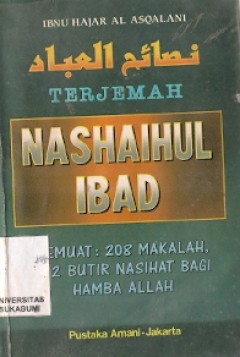 IBNU HAJAR AL ASQALANI
نصائح العباد
TERJEMAH
NASHAIHUL
IBAD
EMUAT : 208 MAKALAH,
2 BUTIR NASIHAT BAGI
HAMBA ALLAH
UNIVERSITAS
SUKABUMI
Pustaka Amani-Jakarta